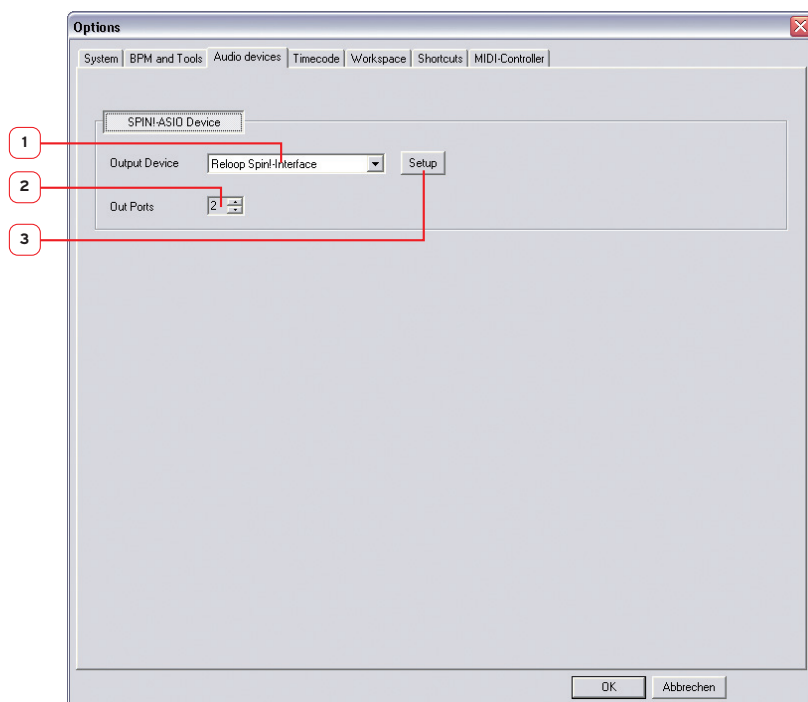 Options
System BPM and Tools Audio devices Timecode Workspace Shortcuts MIDI-Controller
SPIN!-ASIO Device
1
Output Device Reloop Spin!-Interface Setup
2
Out Ports 2
3
OK Abbrechen